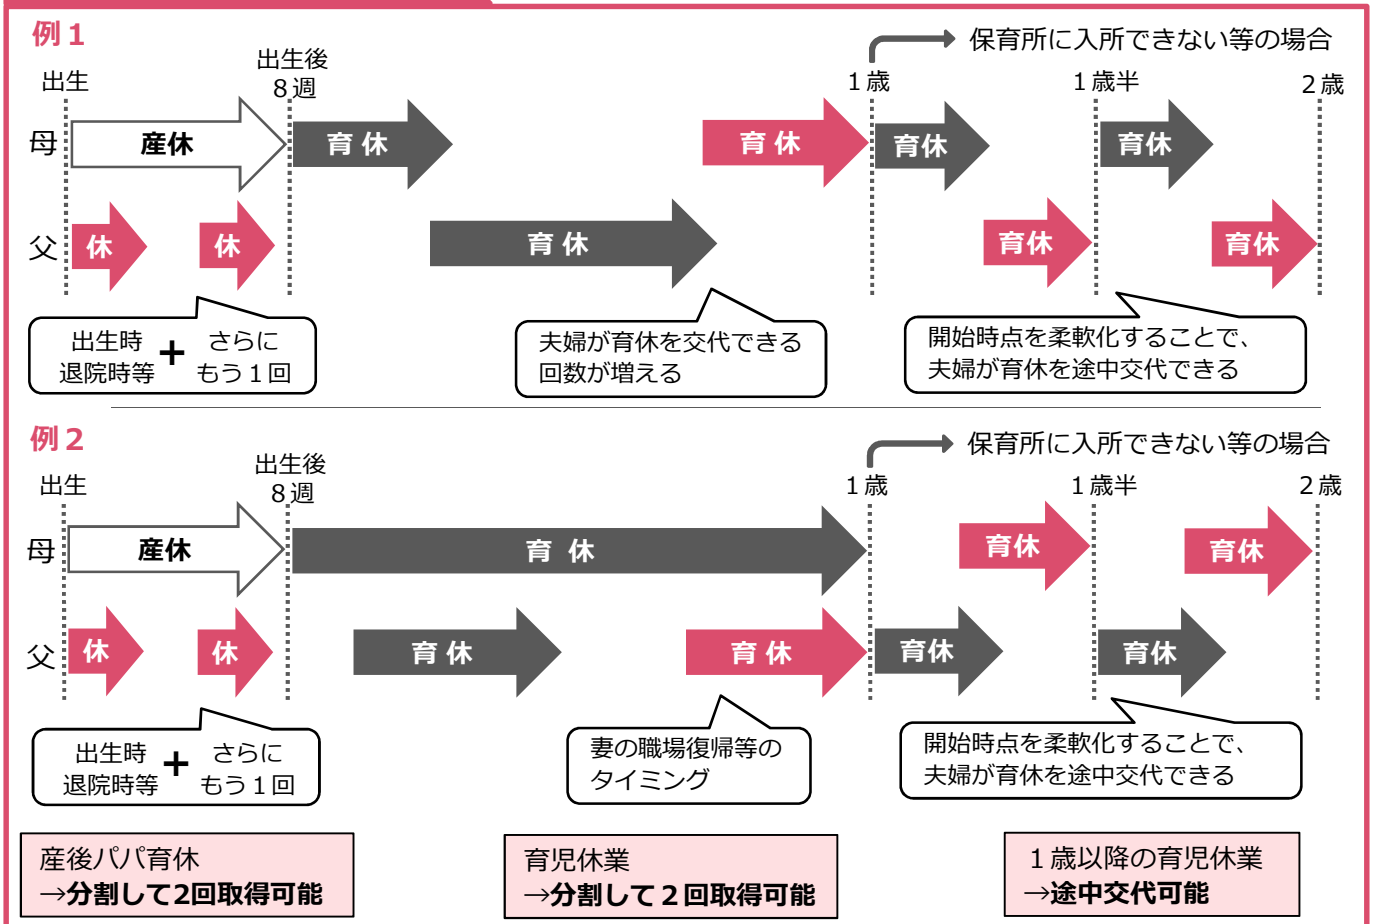 例１
保育所に入所できない等の場合
出生
出生後
８週
１歳
１歳半
２歳
母
産休
育 休
育 休
育休
育休
父
休
休
育 休
育休
育休
出生時
退院時等
＋
さらに
もう１回
夫婦が育休を交代できる
回数が増える
開始時点を柔軟化することで、
夫婦が育休を途中交代できる
例２
保育所に入所できない等の場合
出生
出生後
８週
１歳
１歳半
２歳
母
産休
育 休
育休
育休
父
休
休
育 休
育 休
育休
育休
出生時
退院時等
＋
さらに
もう１回
妻の職場復帰等の
タイミング
開始時点を柔軟化することで、
夫婦が育休を途中交代できる
産後パパ育休
→分割して2回取得可能
育児休業
→分割して２回取得可能
１歳以降の育児休業
→途中交代可能